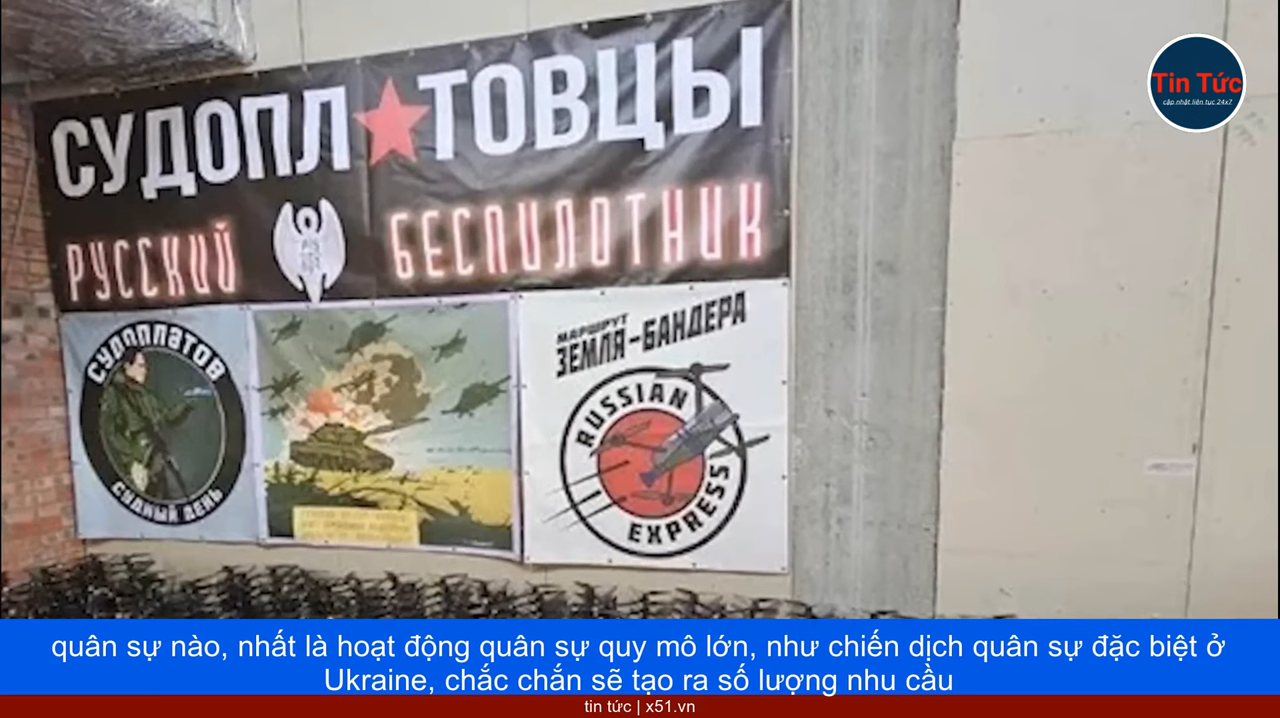 СУДОПЛ★ТОВЦЫ
РУССКИЙ БЕСПИЛОТНИК
СУДОПЛАТОВ
СУДНЫЙ ДЕНЬ
МАРШРУТ
ЗЕМЛЯ-БАНДЕРА
RUSSIAN
EXPRESS
Tin Tức
cập nhật liên tục 24x7
quân sự nào, nhất là hoạt động quân sự quy mô lớn, như chiến dịch quân sự đặc biệt ở
Ukraine, chắc chắn sẽ tạo ra số lượng nhu cầu
tin tức | x51.vn